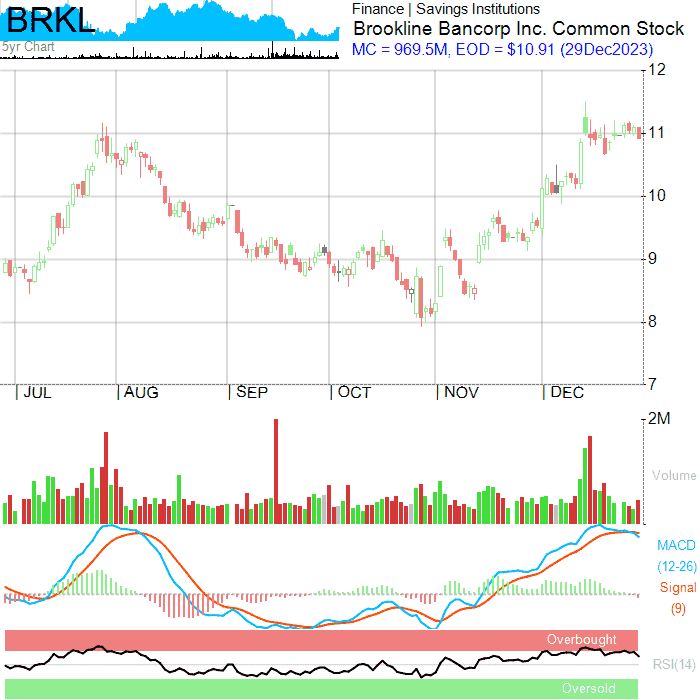 BRKL
5yr Chart
Finance | Savings Institutions
Brookline Bancorp Inc. Common Stock
MC = 969.5M, EOD = $10.91 (29Dec2023)
12
11
10
9
8
7
| JUL | AUG | SEP | OCT | NOV | DEC
2M
Volume
MACD
(12-26)
Signal
(9)
Overbought
RSI(14)
Oversold